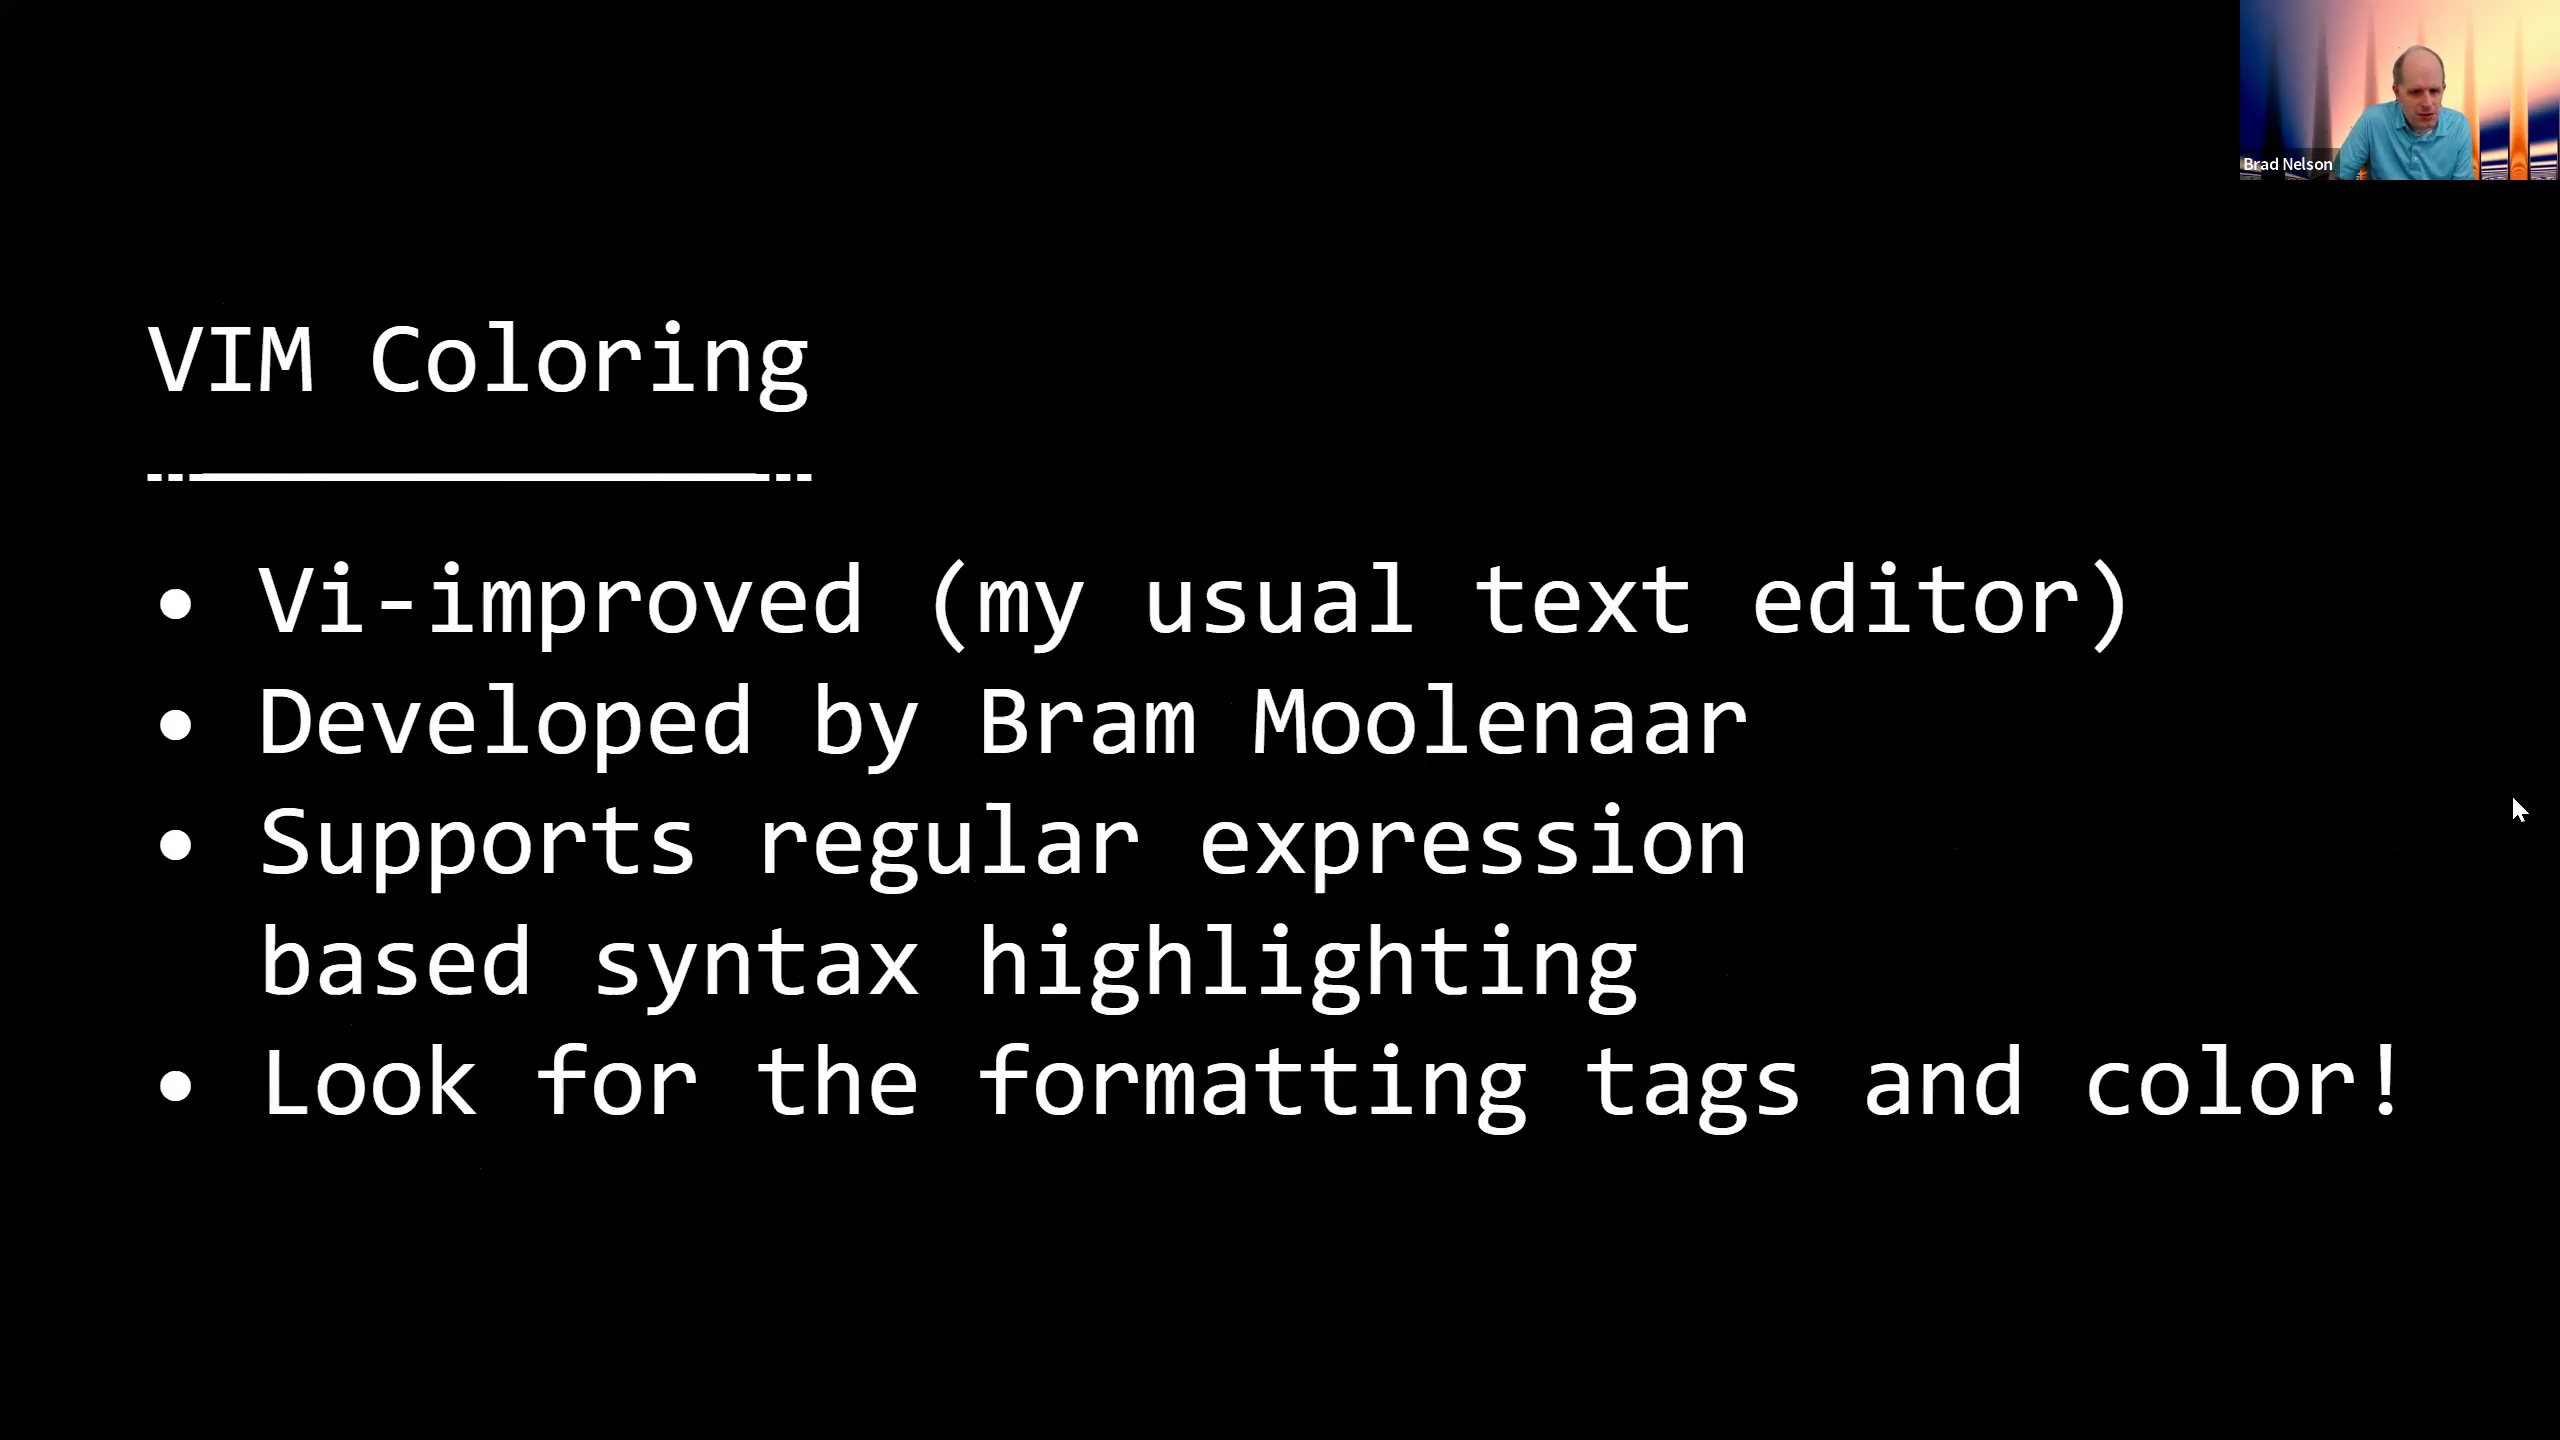 Brad Nelson
VIM Coloring
• Vi-improved (my usual text editor)
• Developed by Bram Moolenaar
• Supports regular expression
based syntax highlighting
• Look for the formatting tags and color!